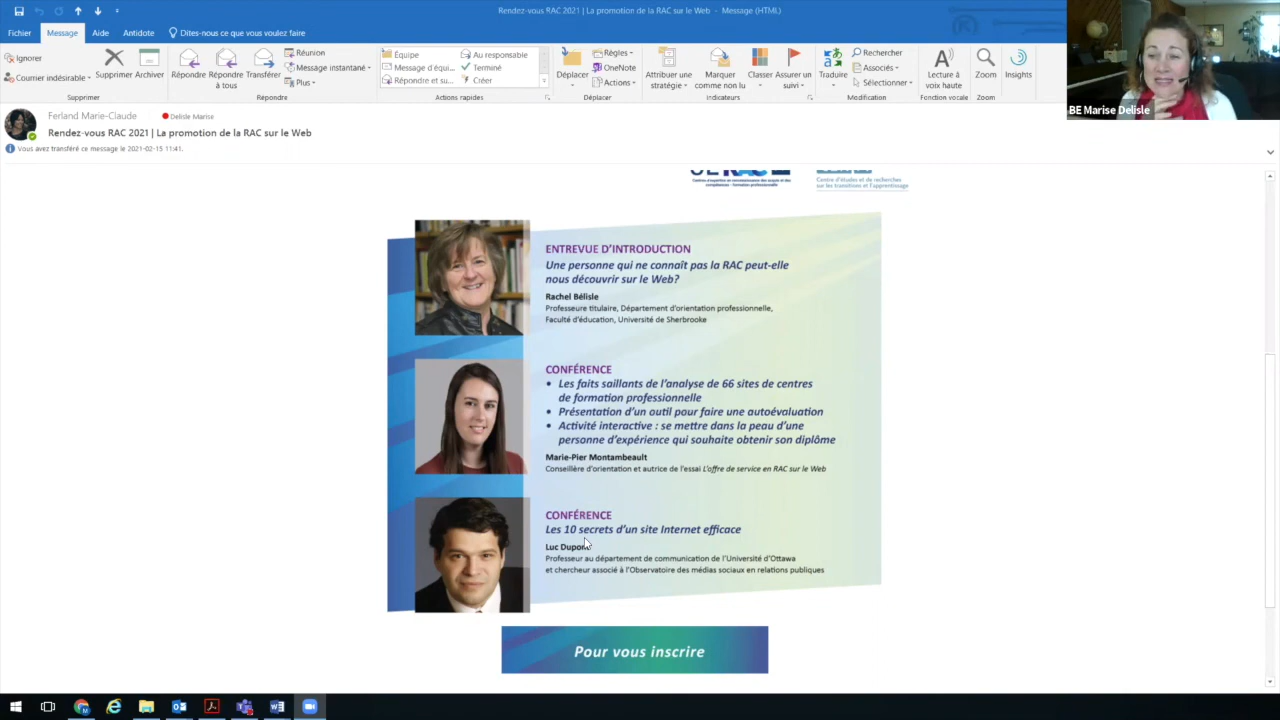 Rendez-vous RAC 2021 | La promotion de la RAC sur le Web - Message (HTML)
Fichier Message Aide Antidote Dites-nous ce que vous voulez faire
Ignorer
Courrier indésirable
Supprimer Archiver
Supprimer
Répondre Répondre à tous Transférer
Réunion
Message instantané
Plus
Répondre
Équipe Au responsable
Message d'équi... Terminé
Répondre et su... Créer
Actions rapides
Déplacer
Règles
OneNote
Actions
Déplacer
Attribuer une stratégie
Marquer comme non lu
Classer
Assurer un suivi
Indicateurs
Traduire
Rechercher
Associés
Sélectionner
Modification
Lecture à voix haute
Fonction vocale
Zoom
Zoom
Insights
BE Marise Delisle
Ferland Marie-Claude Delisle Marise
Rendez-vous RAC 2021 | La promotion de la RAC sur le Web
Vous avez transféré ce message le 2021-02-15 11:41.
Centre d'études et de recherches
sur les transitions et l'apprentissage
ENTREVUE D'INTRODUCTION
Une personne qui ne connaît pas la RAC peut-elle
nous découvrir sur le Web?
Rachel Bélisle
Professeure titulaire, Département d'orientation professionnelle,
Faculté d'éducation, Université de Sherbrooke
CONFÉRENCE
• Les faits saillants de l'analyse de 66 sites de centres
de formation professionnelle
• Présentation d'un outil pour faire une autoévaluation
• Activité interactive : se mettre dans la peau d'une
personne d'expérience qui souhaite obtenir son diplôme
Marie-Pier Montambeault
Conseillère d'orientation et autrice de l'essai L'offre de service en RAC sur le Web
CONFÉRENCE
Les 10 secrets d'un site Internet efficace
Luc Dupont
Professeur au département de communication de l'Université d'Ottawa
et chercheur associé à l'Observatoire des médias sociaux en relations publiques
Pour vous inscrire